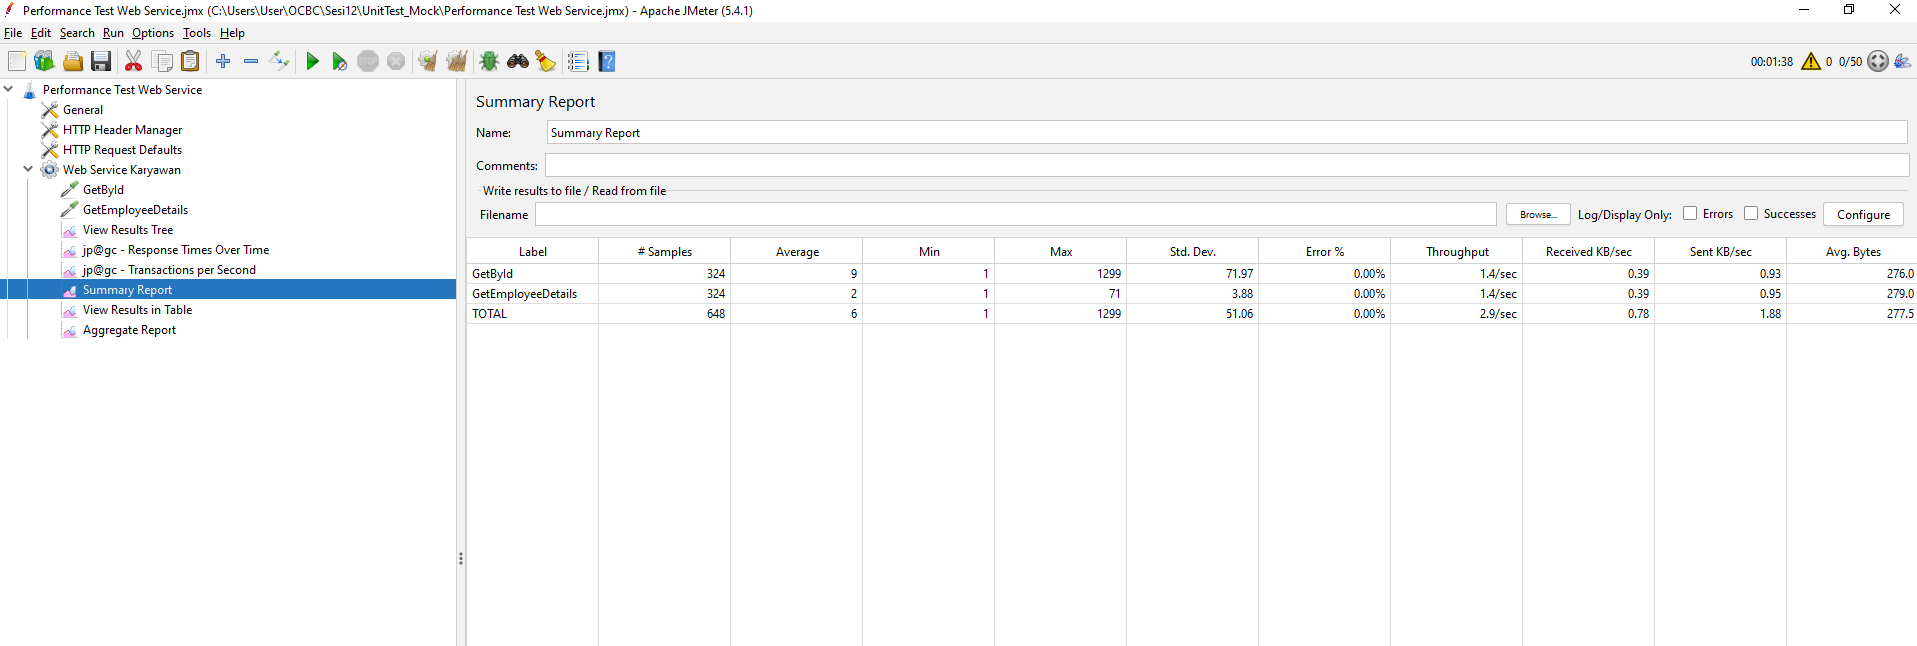 Performance Test Web Service.jmx (C:\Users\User\OCBC\Sesi12\UnitTest_Mock\Performance Test Web Service.jmx) - Apache JMeter (5.4.1)
File Edit Search Run Options Tools Help
00:01:38 0 0/50
Performance Test Web Service
General
HTTP Header Manager
HTTP Request Defaults
Web Service Karyawan
GetById
GetEmployeeDetails
View Results Tree
jp@gc - Response Times Over Time
jp@gc - Transactions per Second
Summary Report
View Results in Table
Aggregate Report
Summary Report
Name: Summary Report
Comments:
Write results to file / Read from file
Filename Browse... Log/Display Only: Errors Successes Configure
Label # Samples Average Min Max Std. Dev. Error % Throughput Received KB/sec Sent KB/sec Avg. Bytes
GetById 324 9 1 1299 71.97 0.00% 1.4/sec 0.39 0.93 276.0
GetEmployeeDetails 324 2 1 71 3.88 0.00% 1.4/sec 0.39 0.95 279.0
TOTAL 648 6 1 1299 51.06 0.00% 2.9/sec 0.78 1.88 277.5